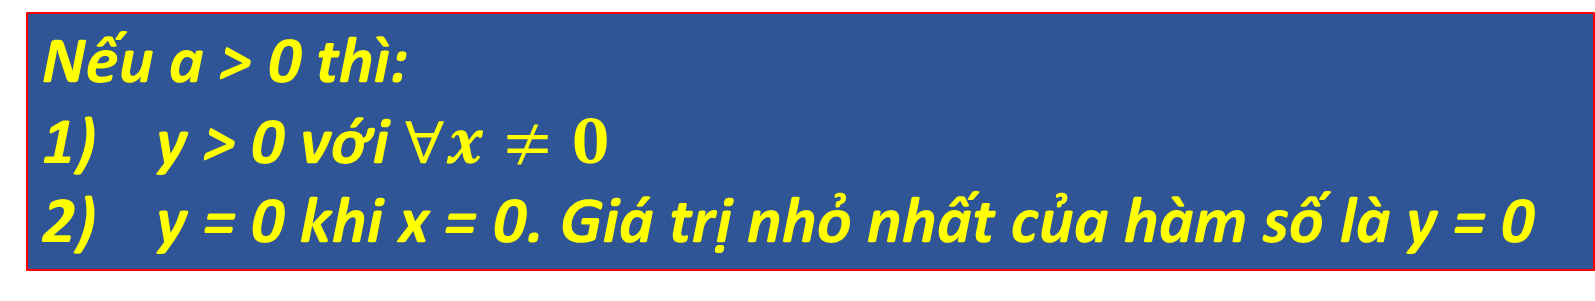 Nếu a > 0 thì:
1) y > 0 với ∀x ≠ 0
2) y = 0 khi x = 0. Giá trị nhỏ nhất của hàm số là y = 0